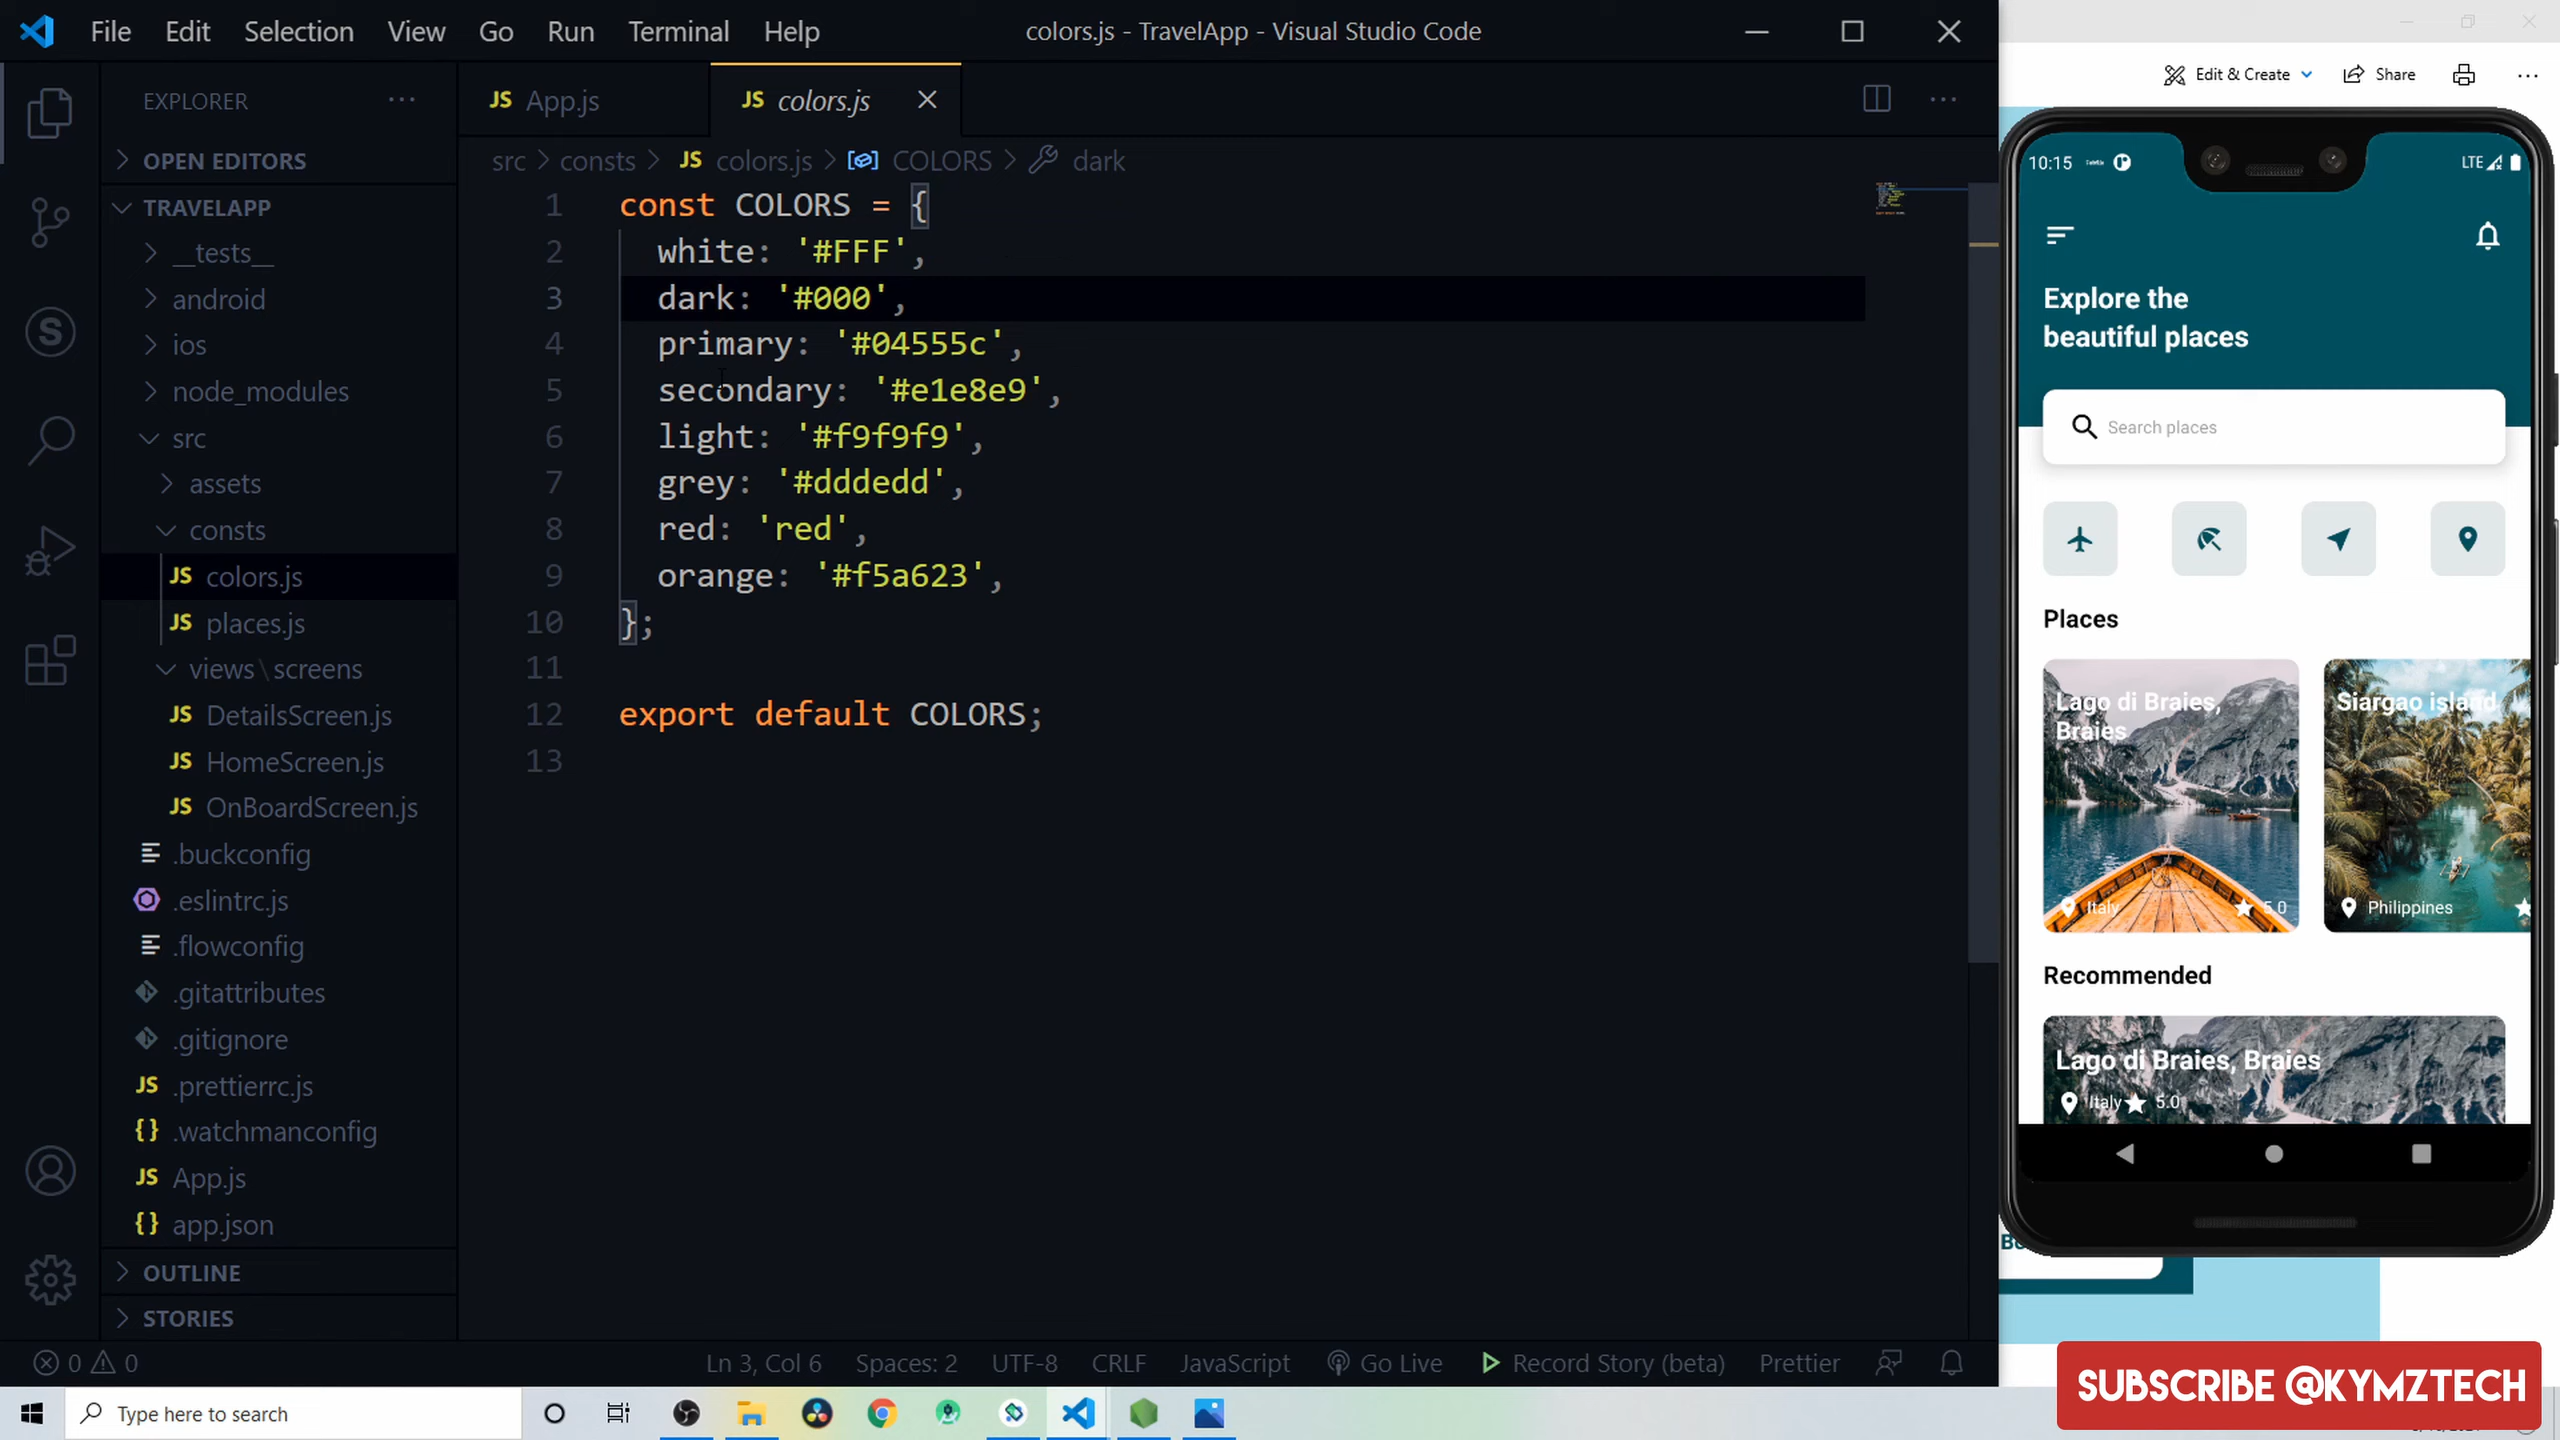 File Edit Selection View Go Run Terminal Help
colors.js - TravelApp - Visual Studio Code
EXPLORER
OPEN EDITORS
TRAVELAPP
__tests__
android
ios
node_modules
src
assets
consts
JS colors.js
JS places.js
views\screens
JS DetailsScreen.js
JS HomeScreen.js
JS OnBoardScreen.js
.buckconfig
.eslintrc.js
.flowconfig
.gitattributes
.gitignore
JS .prettierrc.js
{} .watchmanconfig
JS App.js
{} app.json
OUTLINE
STORIES
JS App.js
JS colors.js
src > consts > JS colors.js > COLORS > dark
1 const COLORS = {
2 white: '#FFF',
3 dark: '#000',
4 primary: '#04555c',
5 secondary: '#e1e8e9',
6 light: '#f9f9f9',
7 grey: '#dddedd',
8 red: 'red',
9 orange: '#f5a623',
10 };
11
12 export default COLORS;
13
0 0
Ln 3, Col 6 Spaces: 2 UTF-8 CRLF JavaScript Go Live Record Story (beta) Prettier
Edit & Create Share
10:15
LTE
Explore the
beautiful places
Search places
Places
Lago di Braies,
Braies
Italy 5.0
Siargao island
Philippines
Recommended
Lago di Braies, Braies
Italy 5.0
SUBSCRIBE @KYMZTECH
Type here to search